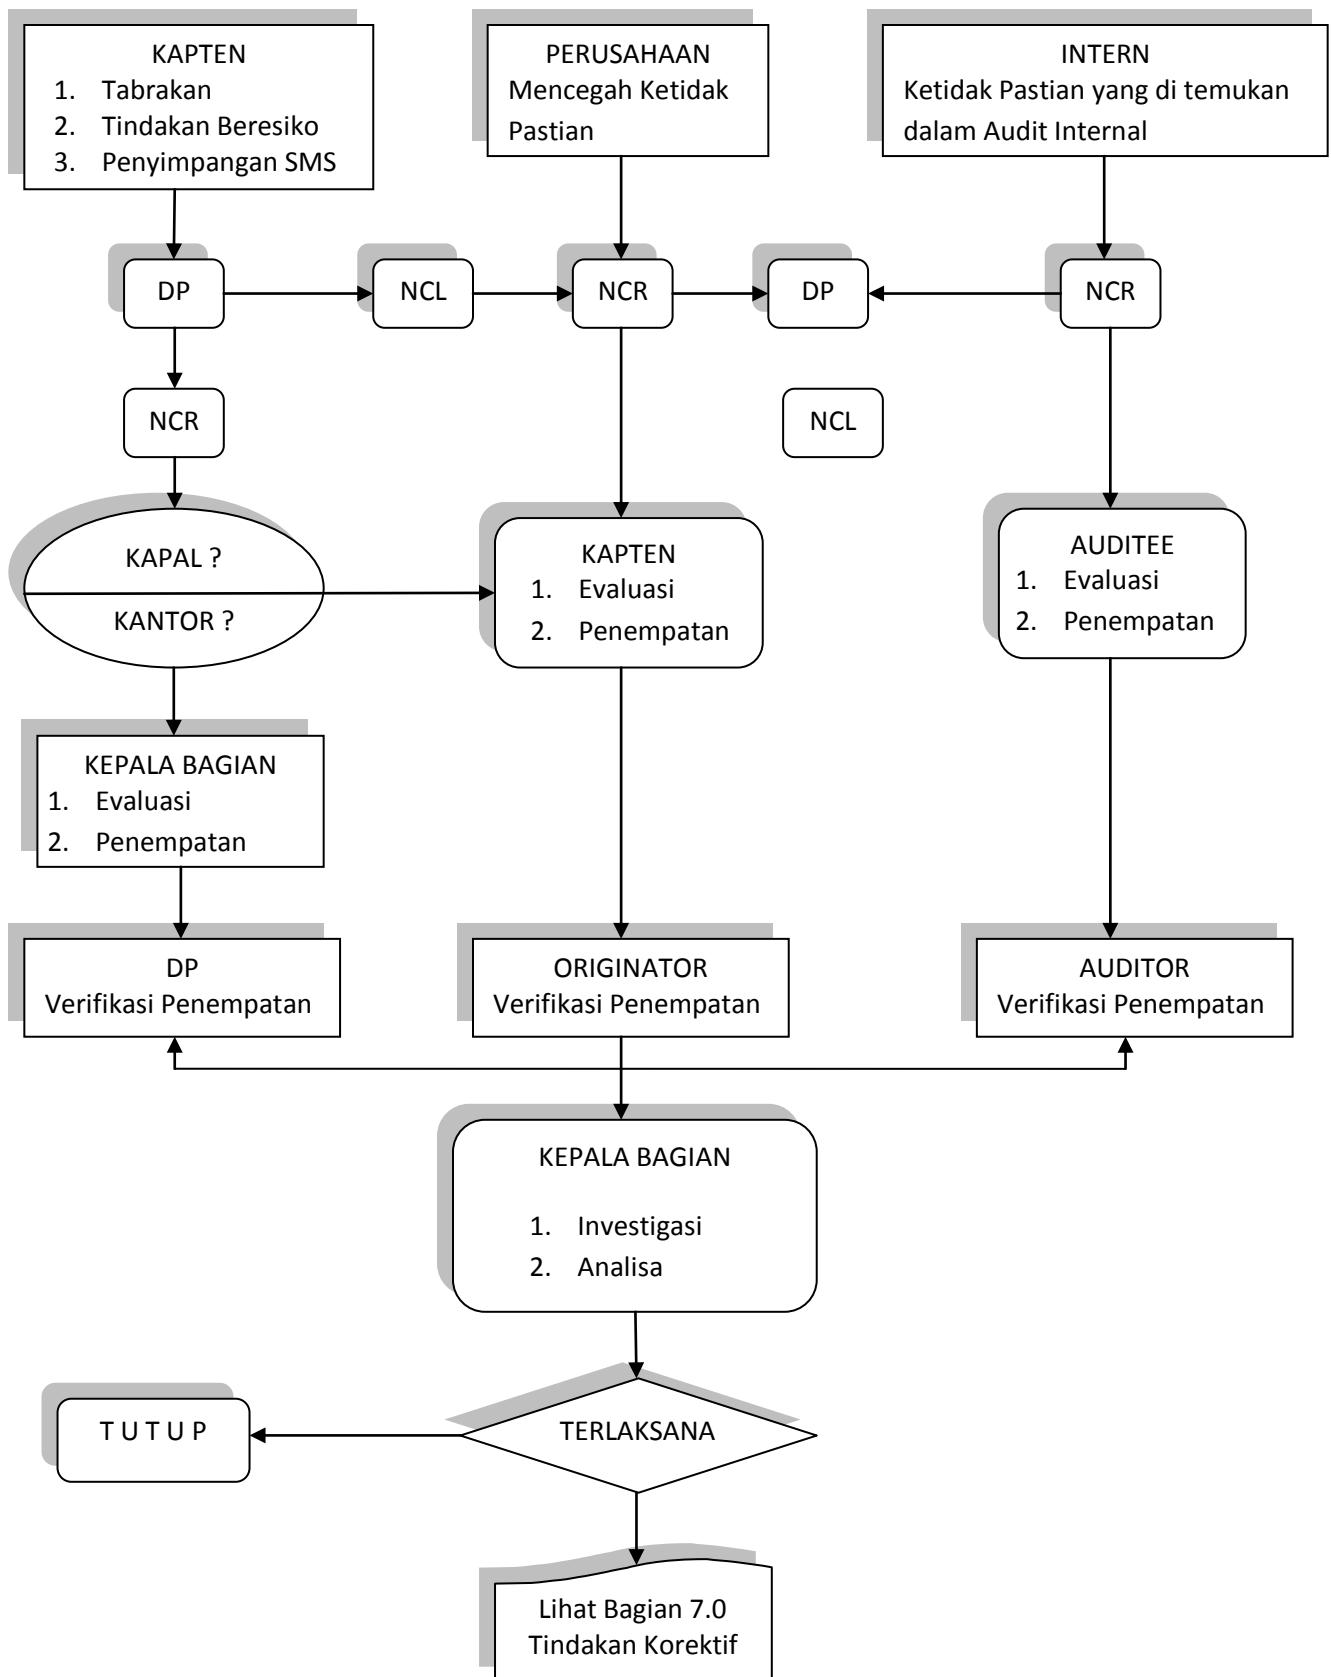 KAPTEN
1. Tabrakan
2. Tindakan Beresiko
3. Penyimpangan SMS
PERUSAHAAN
Mencegah Ketidak
Pastian
INTERN
Ketidak Pastian yang di temukan
dalam Audit Internal
DP
NCL
NCR
DP
NCR
NCR
NCL
KAPAL ?
KANTOR ?
KAPTEN
1. Evaluasi
2. Penempatan
AUDITEE
1. Evaluasi
2. Penempatan
KEPALA BAGIAN
1. Evaluasi
2. Penempatan
DP
Verifikasi Penempatan
ORIGINATOR
Verifikasi Penempatan
AUDITOR
Verifikasi Penempatan
KEPALA BAGIAN
1. Investigasi
2. Analisa
T U T U P
TERLAKSANA
Lihat Bagian 7.0
Tindakan Korektif